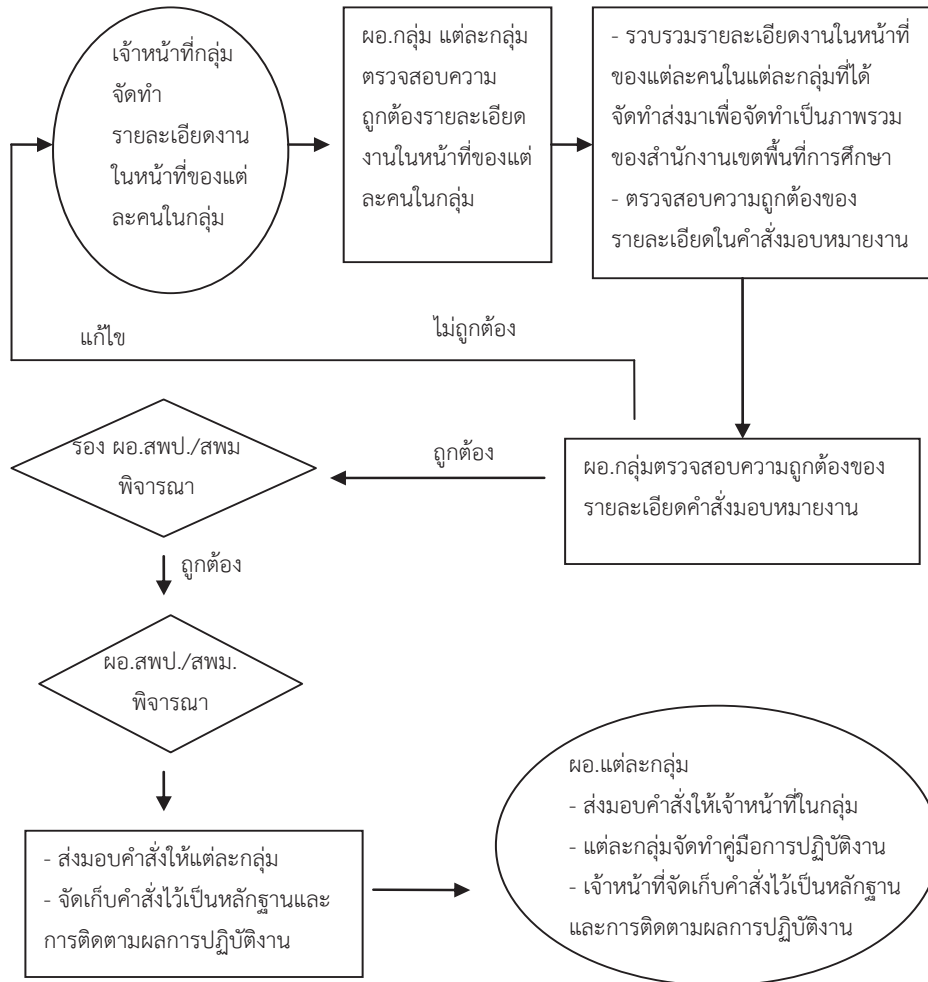 เจ้าหน้าที่กลุ่ม
จัดทำ
รายละเอียดงาน
ในหน้าที่ของแต่
ละคนในกลุ่ม
ผอ.กลุ่ม แต่ละกลุ่ม
ตรวจสอบความ
ถูกต้องรายละเอียด
งานในหน้าที่ของแต่
ละคนในกลุ่ม
- รวบรวมรายละเอียดงานในหน้าที่
ของแต่ละคนในแต่ละกลุ่มที่ได้
จัดทำส่งมาเพื่อจัดทำเป็นภาพรวม
ของสำนักงานเขตพื้นที่การศึกษา
- ตรวจสอบความถูกต้องของ
รายละเอียดในคำสั่งมอบหมายงาน
แก้ไข
ไม่ถูกต้อง
รอง ผอ.สพป./สพม
พิจารณา
ถูกต้อง
ผอ.กลุ่มตรวจสอบความถูกต้องของ
รายละเอียดคำสั่งมอบหมายงาน
ถูกต้อง
ผอ.สพป./สพม.
พิจารณา
- ส่งมอบคำสั่งให้แต่ละกลุ่ม
- จัดเก็บคำสั่งไว้เป็นหลักฐานและ
การติดตามผลการปฏิบัติงาน
ผอ.แต่ละกลุ่ม
- ส่งมอบคำสั่งให้เจ้าหน้าที่ในกลุ่ม
- แต่ละกลุ่มจัดทำคู่มือการปฏิบัติงาน
- เจ้าหน้าที่จัดเก็บคำสั่งไว้เป็นหลักฐาน
และการติดตามผลการปฏิบัติงาน